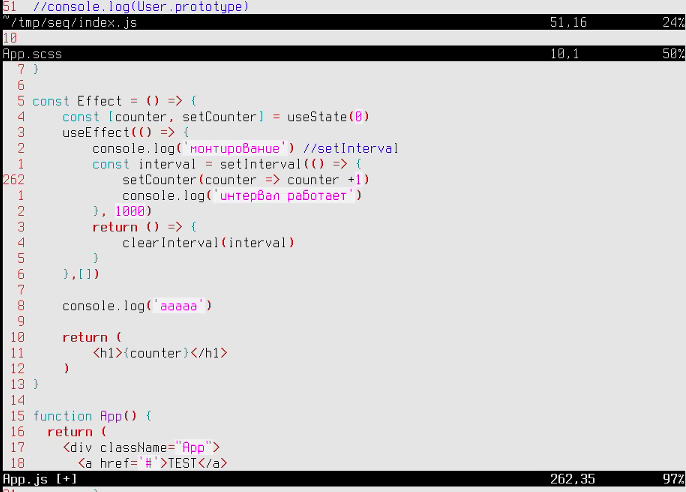 51  //console.log(User.prototype)
~/tmp/seq/index.js 51,16 24%
10
App.scss 10,1 50%
7 }
6
5 const Effect = () => {
4     const [counter, setCounter] = useState(0)
3     useEffect(() => {
2         console.log('монтирование') //setInterval
1         const interval = setInterval(() => {
262             setCounter(counter => counter +1)
1             console.log('интервал работает')
2         }, 1000)
3         return () => {
4             clearInterval(interval)
5         }
6     },[])
7
8     console.log('ааааа')
9
10     return (
11         <h1>{counter}</h1>
12     )
13 }
14
15 function App() {
16   return (
17     <div className="App">
18       <a href='#'>TEST</a>
App.js [+] 262,35 97%